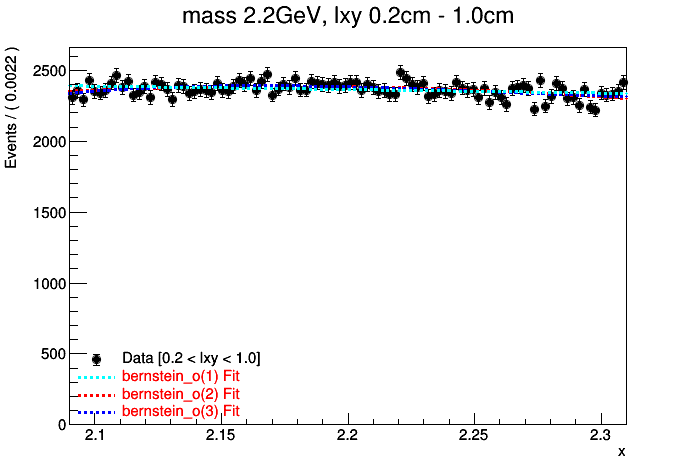 mass 2.2GeV, lxy 0.2cm - 1.0cm
Events / ( 0.0022 )
2500
2000
1500
1000
500
0
Data [0.2 < lxy < 1.0]
bernstein_o(1) Fit
bernstein_o(2) Fit
bernstein_o(3) Fit
2.1 2.15 2.2 2.25 2.3
x